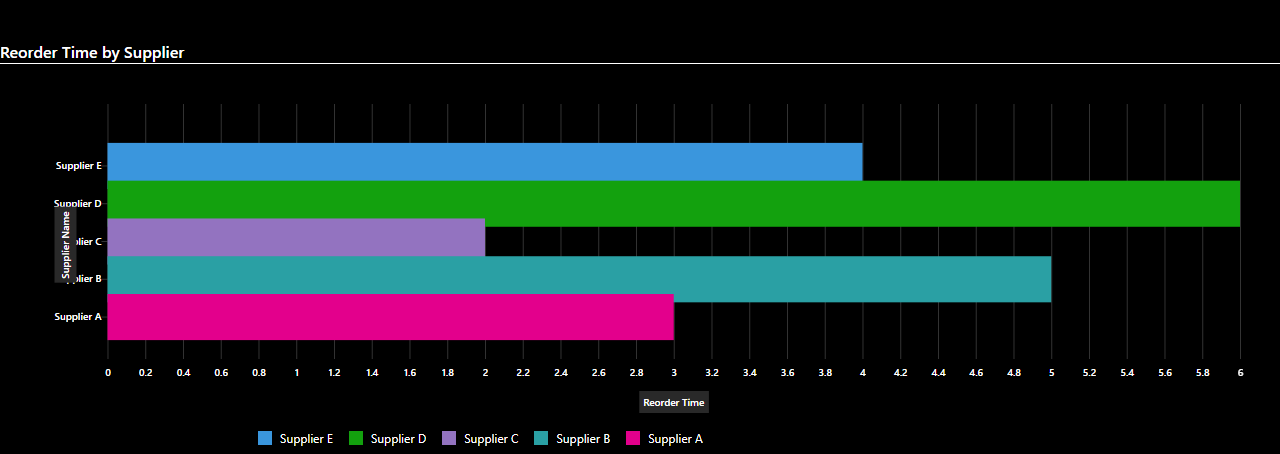 Reorder Time by Supplier
Supplier E
Supplier D
plier C
plier B
Supplier A
Supplier Name
0 0.2 0.4 0.6 0.8 1 1.2 1.4 1.6 1.8 2 2.2 2.4 2.6 2.8 3 3.2 3.4 3.6 3.8 4 4.2 4.4 4.6 4.8 5 5.2 5.4 5.6 5.8 6
Reorder Time
Supplier E Supplier D Supplier C Supplier B Supplier A